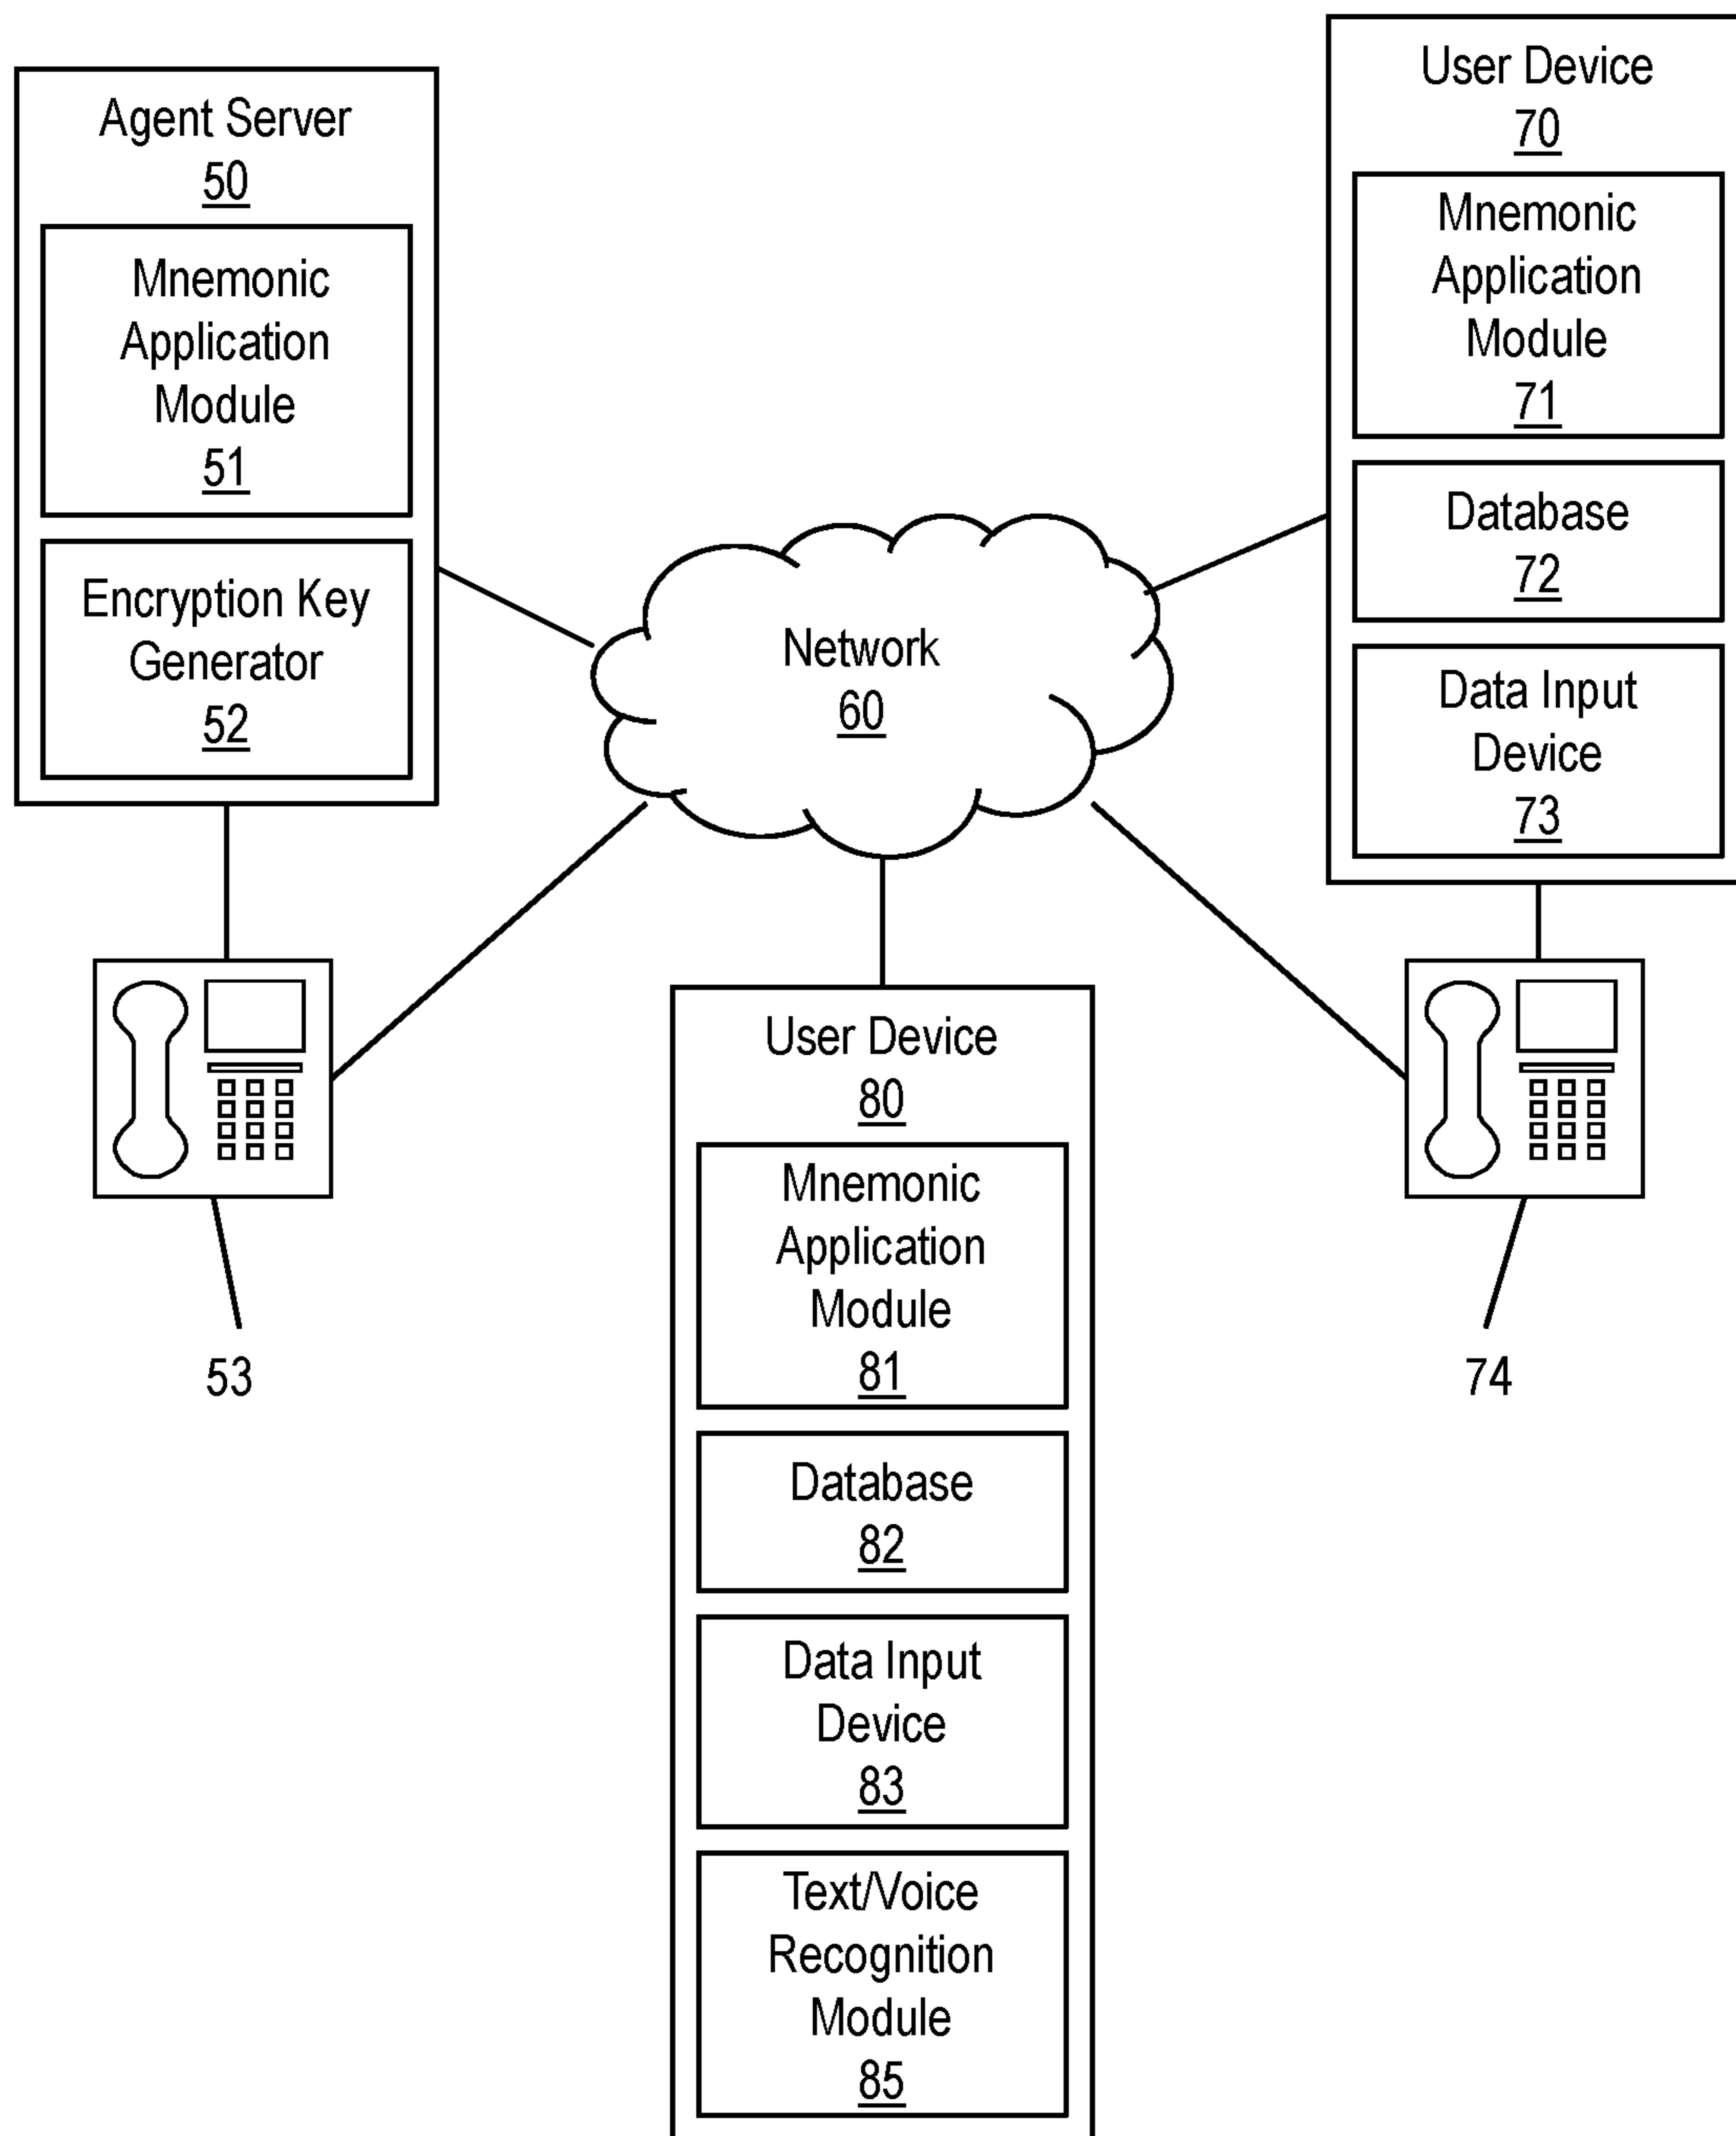 Agent Server
50
Mnemonic
Application
Module
51
Encryption Key
Generator
52
53
Network
60
User Device
70
Mnemonic
Application
Module
71
Database
72
Data Input
Device
73
74
User Device
80
Mnemonic
Application
Module
81
Database
82
Data Input
Device
83
Text/Voice
Recognition
Module
85